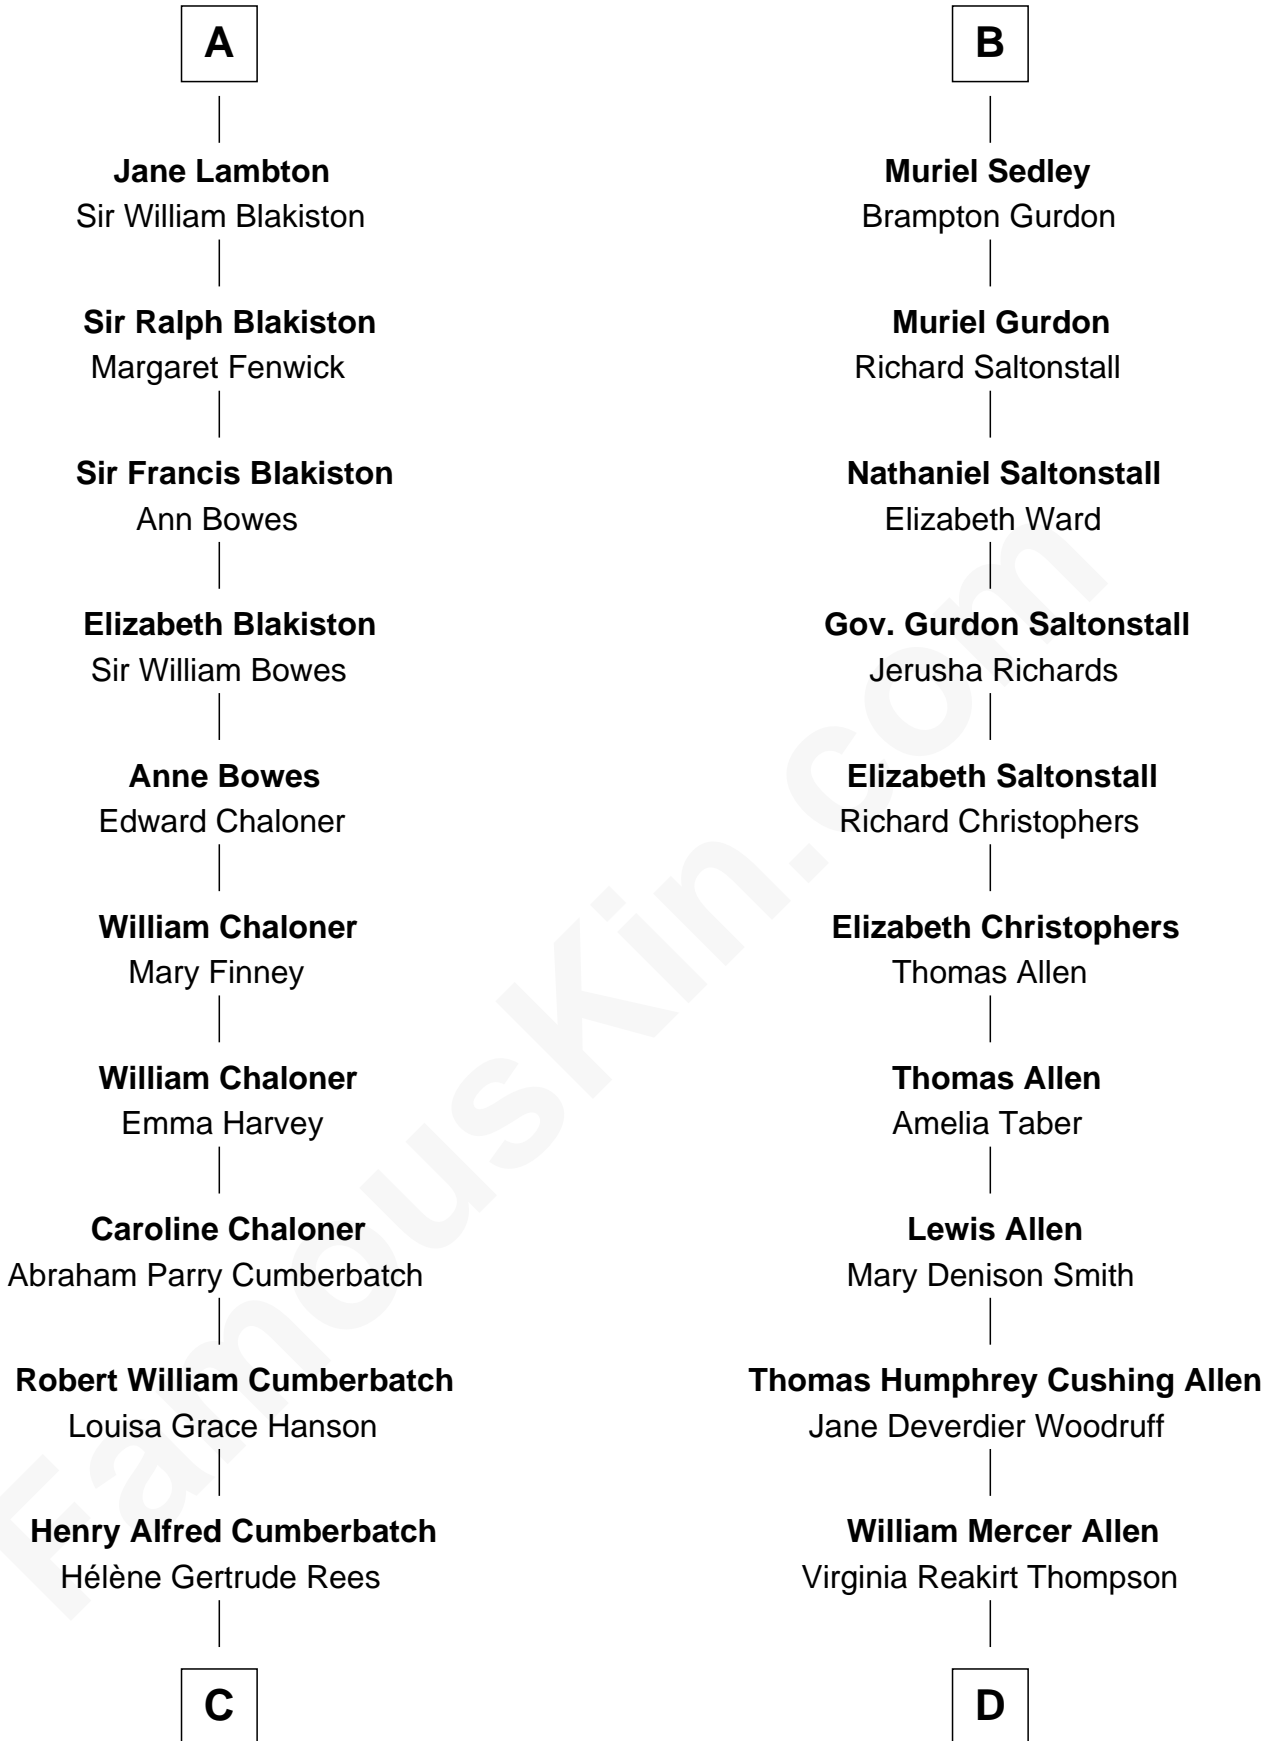 A
Jane Lambton
Sir William Blakiston
Sir Ralph Blakiston
Margaret Fenwick
Sir Francis Blakiston
Ann Bowes
Elizabeth Blakiston
Sir William Bowes
Anne Bowes
Edward Chaloner
William Chaloner
Mary Finney
William Chaloner
Emma Harvey
Caroline Chaloner
Abraham Parry Cumberbatch
Robert William Cumberbatch
Louisa Grace Hanson
Henry Alfred Cumberbatch
Hélène Gertrude Rees
C
B
Muriel Sedley
Brampton Gurdon
Muriel Gurdon
Richard Saltonstall
Nathaniel Saltonstall
Elizabeth Ward
Gov. Gurdon Saltonstall
Jerusha Richards
Elizabeth Saltonstall
Richard Christophers
Elizabeth Christophers
Thomas Allen
Thomas Allen
Amelia Taber
Lewis Allen
Mary Denison Smith
Thomas Humphrey Cushing Allen
Jane Deverdier Woodruff
William Mercer Allen
Virginia Reakirt Thompson
D
FamousKin.com